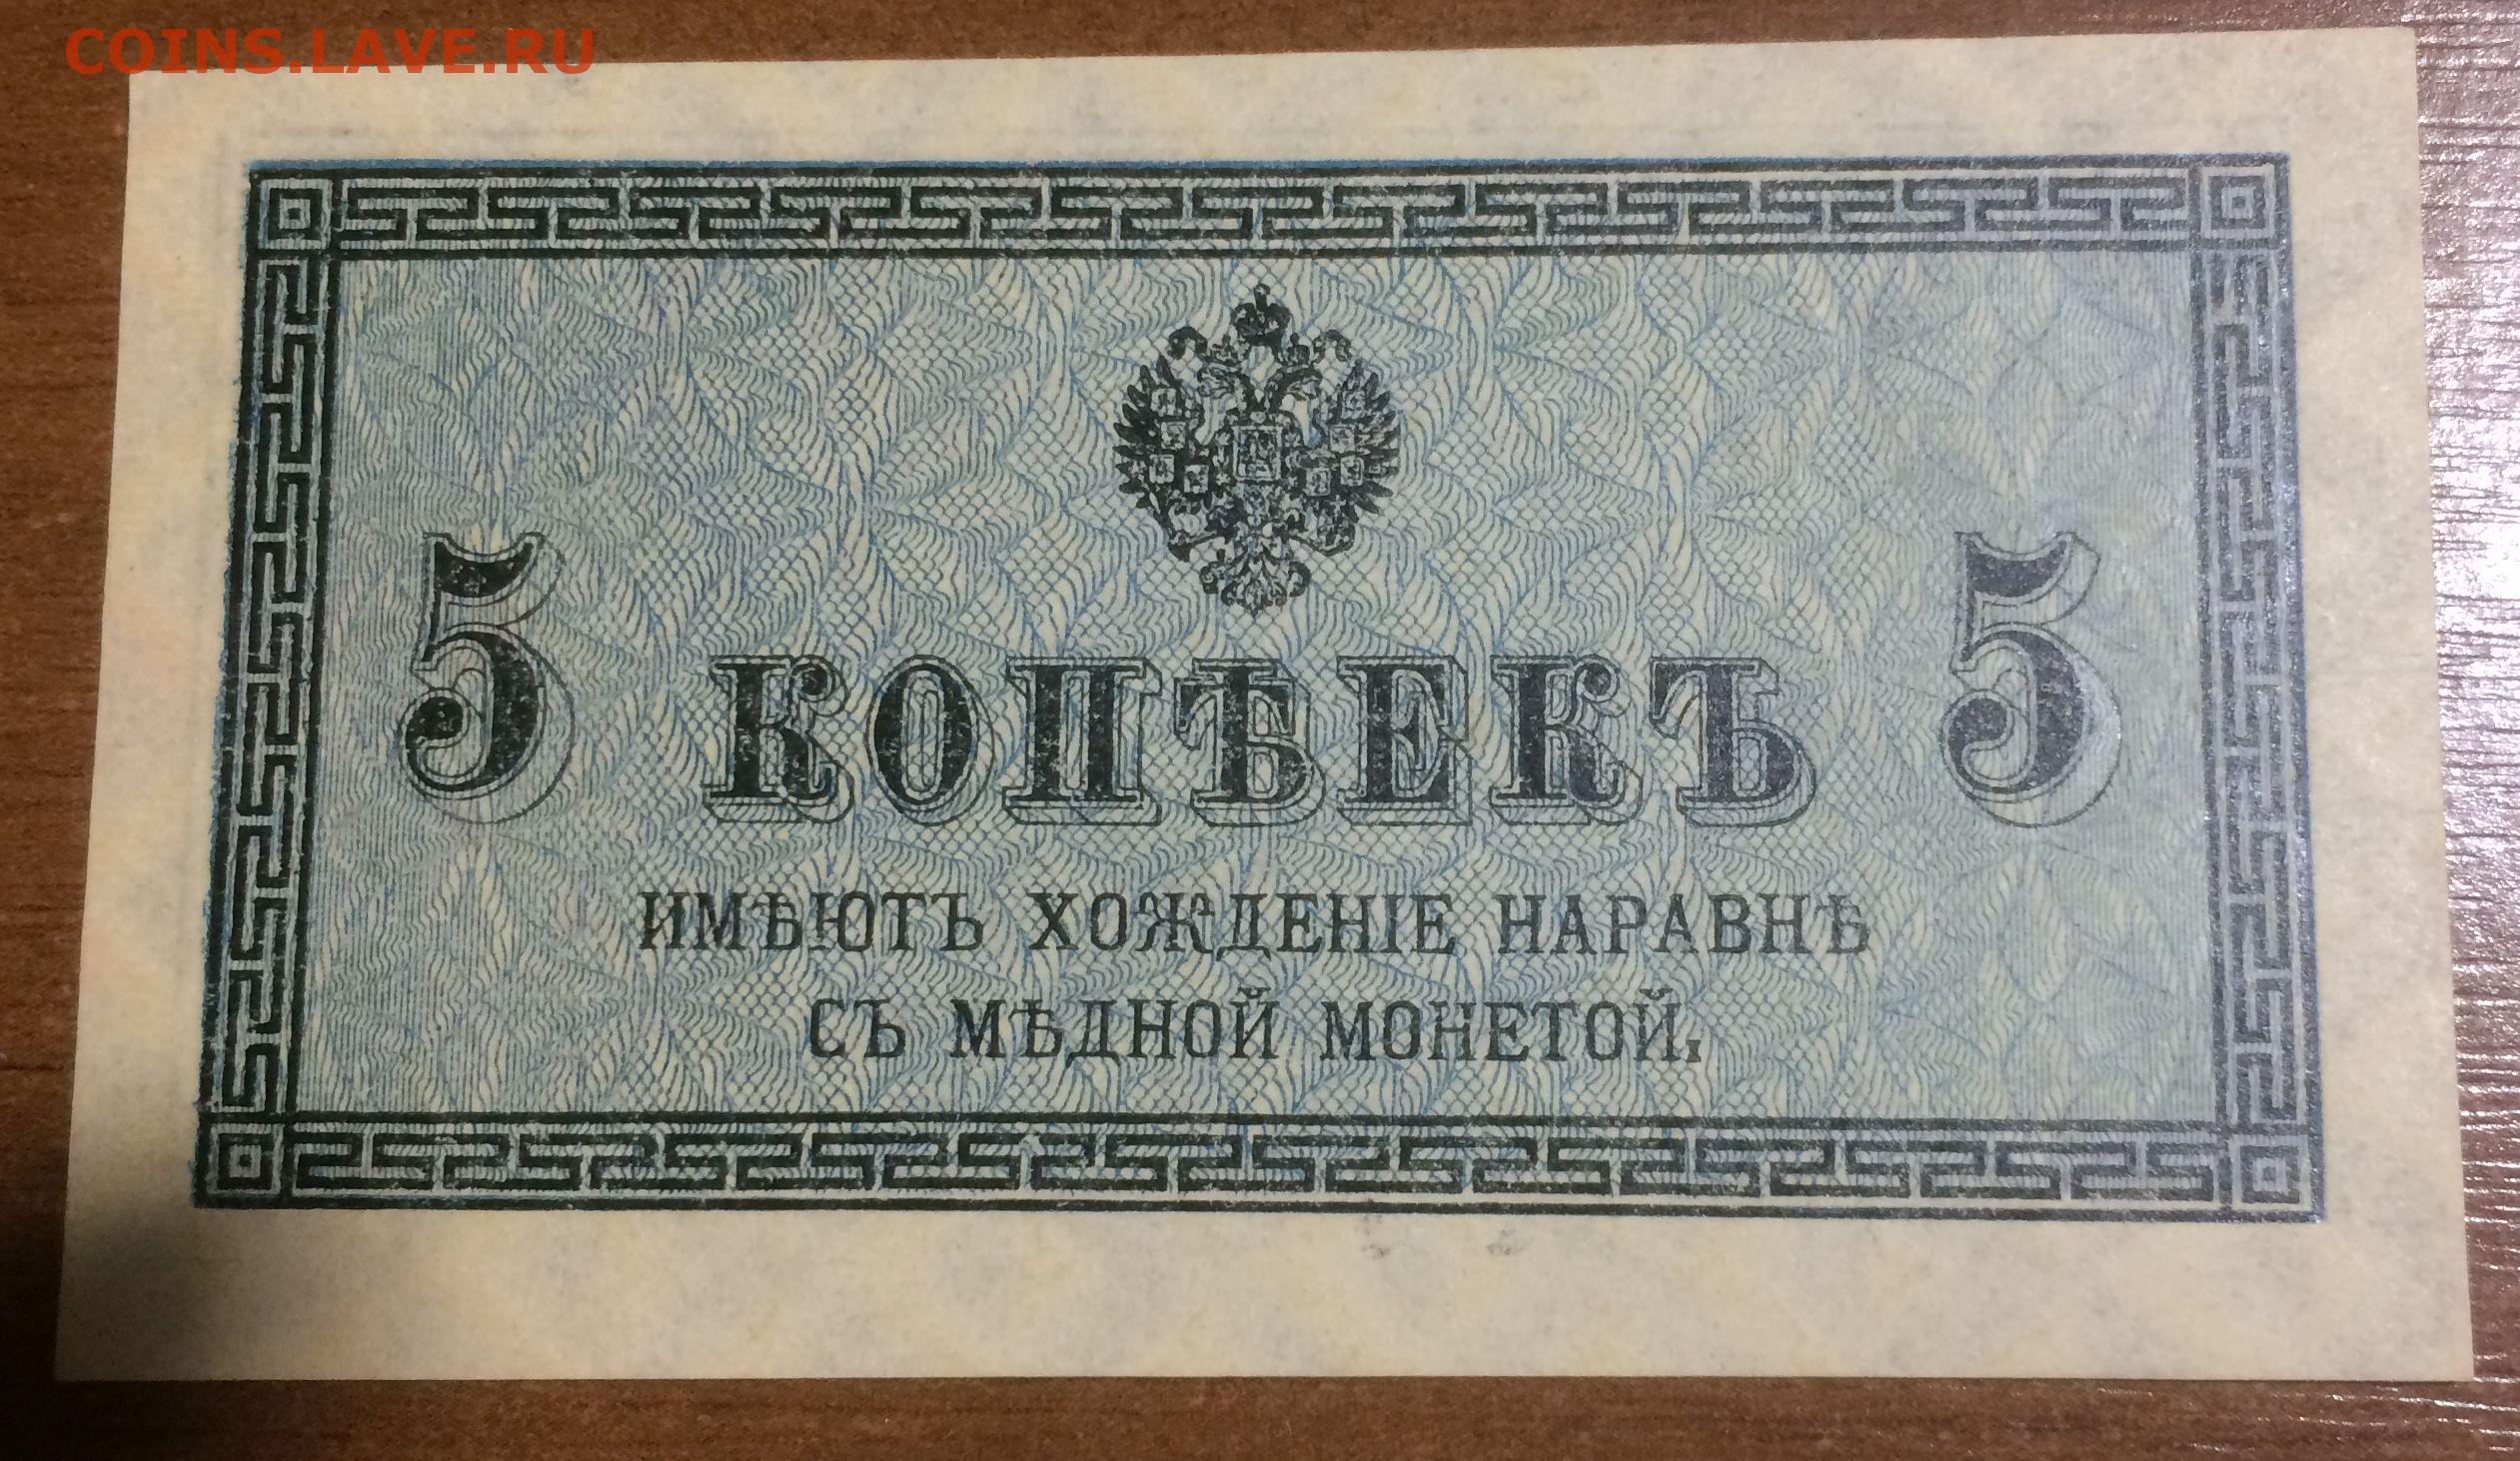 COINS.LAVE.RU
5 КОПѢЕКЪ 5
ИМѢЮТЪ ХОЖДЕНІЕ НАРАВНѢ
СЪ МѢДНОЙ МОНЕТОЙ.